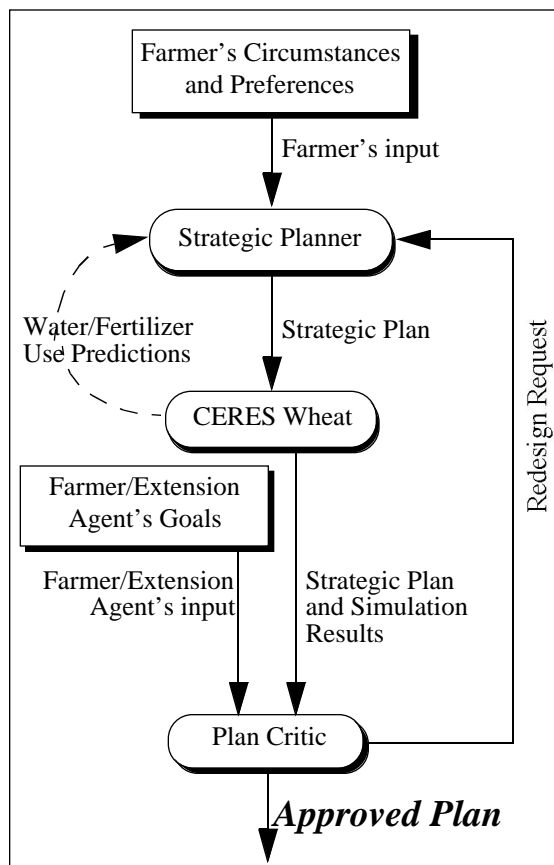 Farmer's Circumstances
and Preferences
Farmer's input
Strategic Planner
Water/Fertilizer
Use Predictions
Strategic Plan
CERES Wheat
Redesign Request
Farmer/Extension
Agent's Goals
Farmer/Extension
Agent's input
Strategic Plan
and Simulation
Results
Plan Critic
Approved Plan